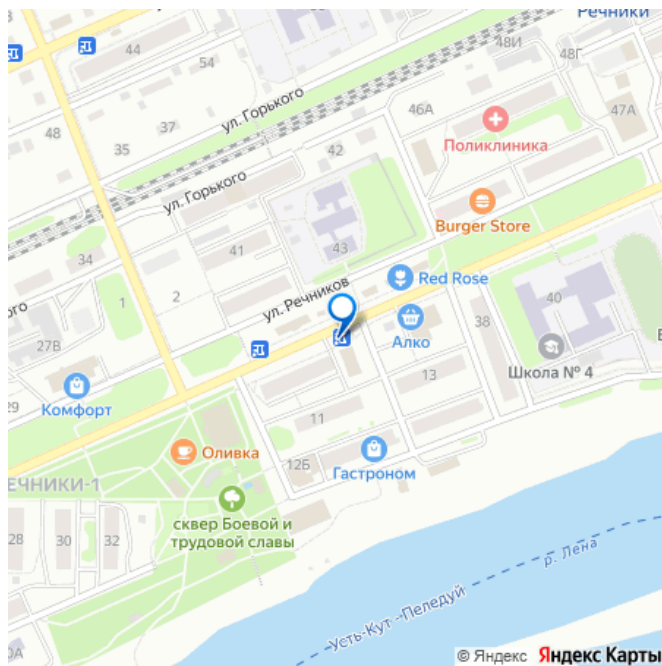 Речники
44
54
48И
48Г
ул. Горького
46А
47А
Поликлиника
48
37
35
42
ул. Горького
Burger Store
41
43
34
Red Rose
ул. Речников
1
2
40
ого
27В
38
Алко
Школа № 4
В
13
29
Комфорт
11
Оливка
12Б
Гастроном
ЕЧНИКИ-1
сквер Боевой и
трудовой славы
28
30
32
р. Лена
Усть-Кут - Пеледуй
0А
© Яндекс Яндекс Карты